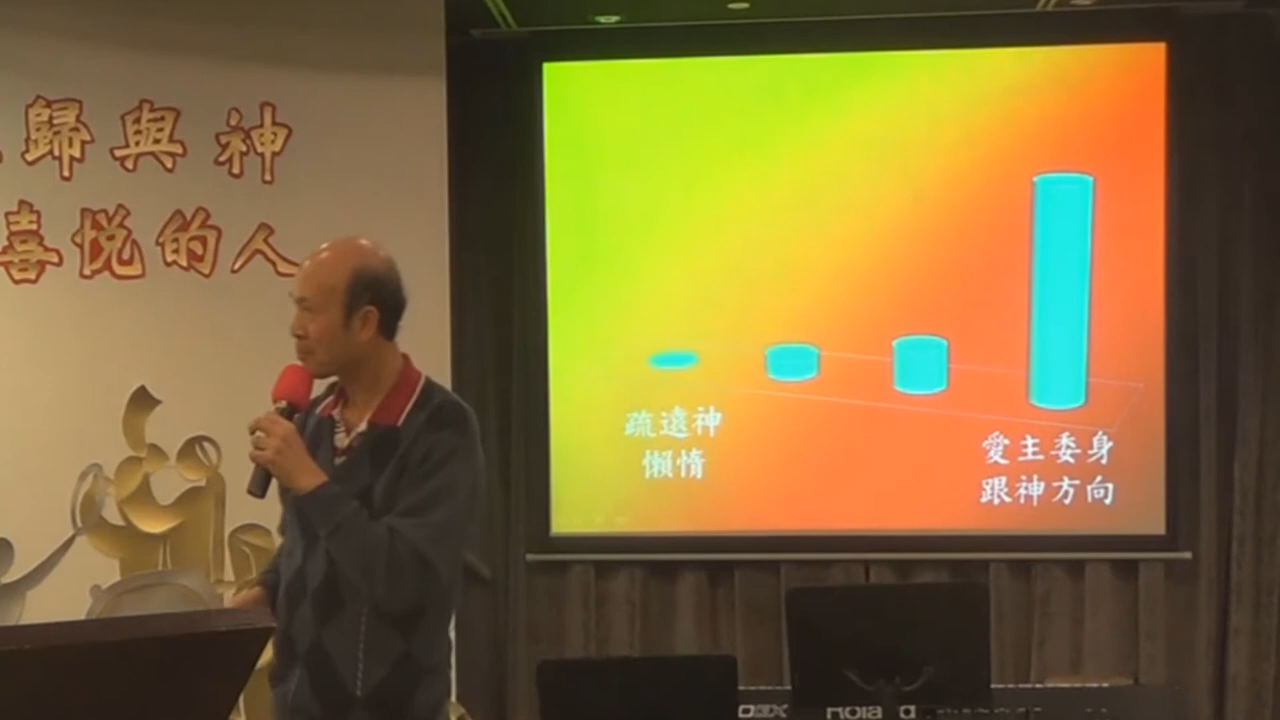 歸與神
喜悅的人
疏遠神
懶惰
愛主委身
跟神方向